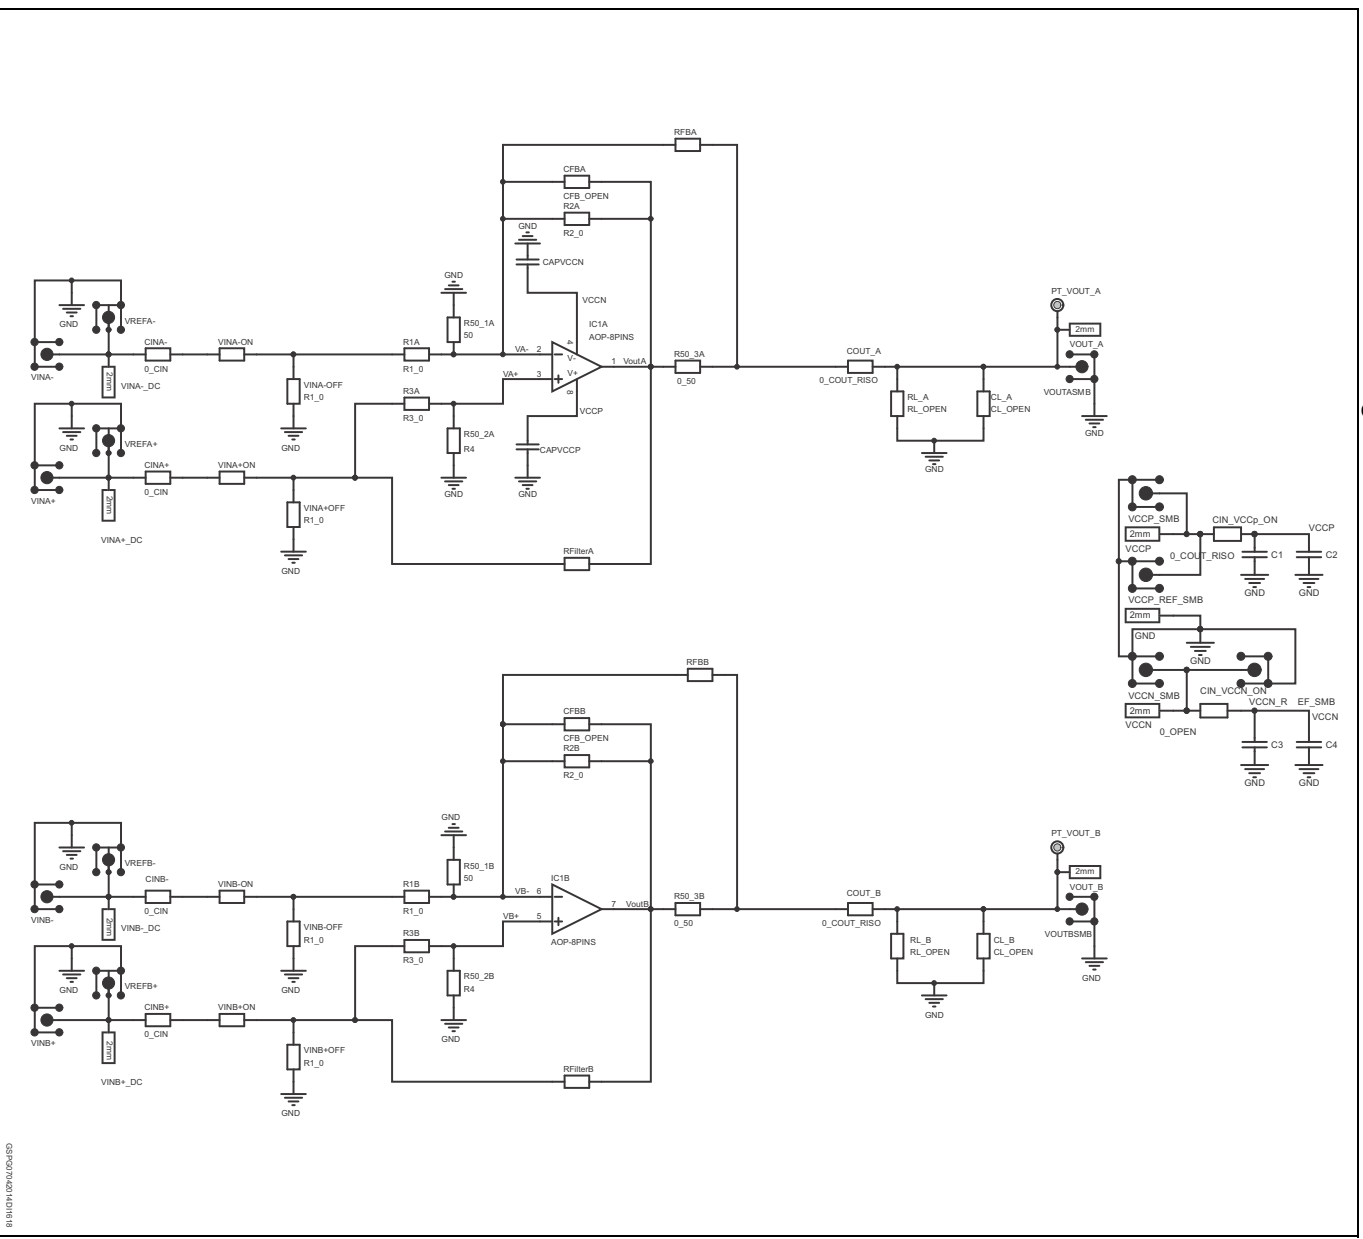 RFBA
CFBA
CFB_OPEN
R2A
R2_0
GND
CAPVCCN
VCCN
IC1A
AOP-8PINS
GND
R50_1A
50
GND
VREFA-
VINA-
CINA-
0_CIN
VINA-ON
2mm
VINA-_DC
VINA-OFF
R1_0
GND
R1A
R1_0
VA- 2
4
V-
V+
8
1 VoutA
VA+ 3
VCCP
CAPVCCP
GND
R3A
R3_0
R50_2A
R4
GND
R50_3A
0_50
COUT_A
0_COUT_RISO
RL_A
RL_OPEN
CL_A
CL_OPEN
GND
PT_VOUT_A
2mm
VOUT_A
VOUTASMB
GND
GND
VREFA+
VINA+
CINA+
0_CIN
VINA+ON
2mm
VINA+_DC
VINA+OFF
R1_0
GND
RFilterA
VCCP_SMB
2mm
VCCP
CIN_VCCp_ON
0_COUT_RISO
VCCP
C1
C2
GND
GND
VCCP_REF_SMB
2mm
GND
GND
VCCN_SMB
2mm
VCCN
CIN_VCCN_ON
0_OPEN
VCCN_R EF_SMB
VCCN
C3
C4
GND
GND
RFBB
CFBB
CFB_OPEN
R2B
R2_0
GND
R50_1B
50
GND
VREFB-
VINB-
CINB-
0_CIN
VINB-ON
2mm
VINB-_DC
VINB-OFF
R1_0
GND
R1B
R1_0
VB- 6
IC1B
7 VoutB
VB+ 5
AOP-8PINS
R3B
R3_0
R50_2B
R4
GND
R50_3B
0_50
COUT_B
0_COUT_RISO
RL_B
RL_OPEN
CL_B
CL_OPEN
GND
PT_VOUT_B
2mm
VOUT_B
VOUTBSMB
GND
GND
VREFB+
VINB+
CINB+
0_CIN
VINB+ON
2mm
VINB+_DC
VINB+OFF
R1_0
GND
RFilterB
GSPG07042014DI1618